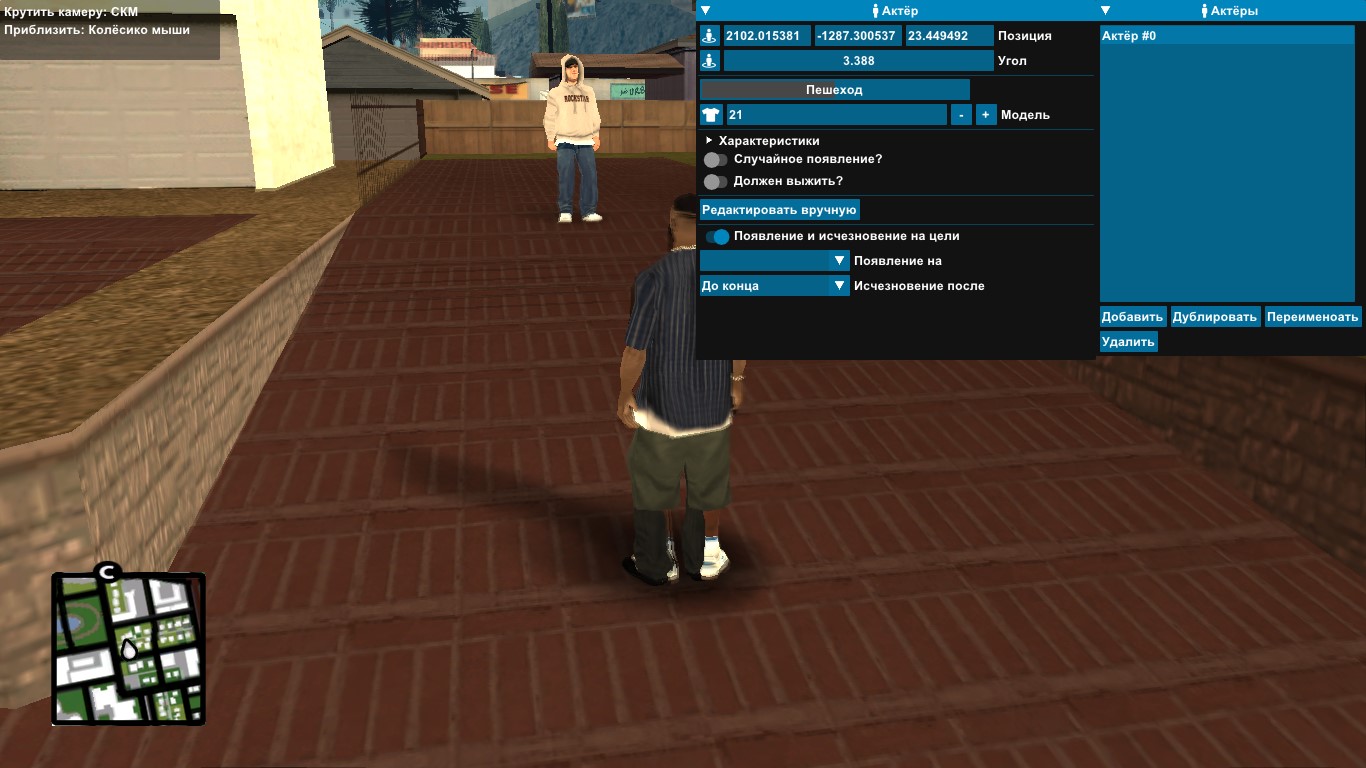 Крутить камеру: СКМ
Приблизить: Колёсико мыши
Актёр
2102.015381 -1287.300537 23.449492 Позиция
3.388 Угол
Пешеход
21 - + Модель
Характеристики
Случайное появление?
Должен выжить?
Редактировать вручную
Появление и исчезновение на цели
Появление на
До конца Исчезновение после
Актёры
Актёр #0
Добавить Дублировать Переименоать
Удалить
ROCKSTAR
C